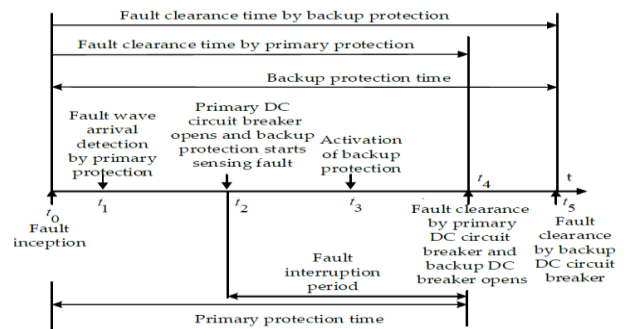 Fault clearance time by backup protection
Fault clearance time by primary protection
Backup protection time
Fault wave
arrival
detection
by primary
protection
Primary DC
circuit breaker
opens and backup
protection starts
sensing fault
Activation
of backup
protection
t4
t
t0
t1
t2
t3
t5
Fault
inception
Fault clearance
by primary
DC circuit
breaker and
backup DC
breaker opens
Fault
clearance
by backup
DC circuit
breaker
Fault
interruption
period
Primary protection time